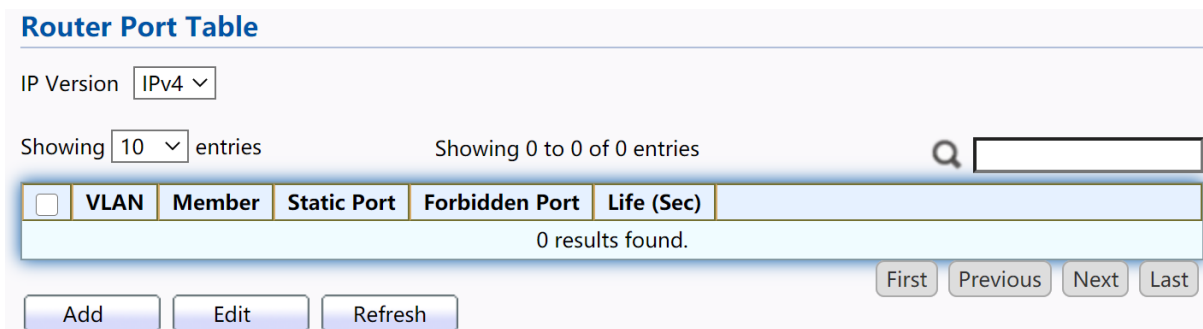 Router Port Table
IP Version IPv4
Showing 10 entries Showing 0 to 0 of 0 entries
VLAN Member Static Port Forbidden Port Life (Sec)
0 results found.
First Previous Next Last
Add Edit Refresh